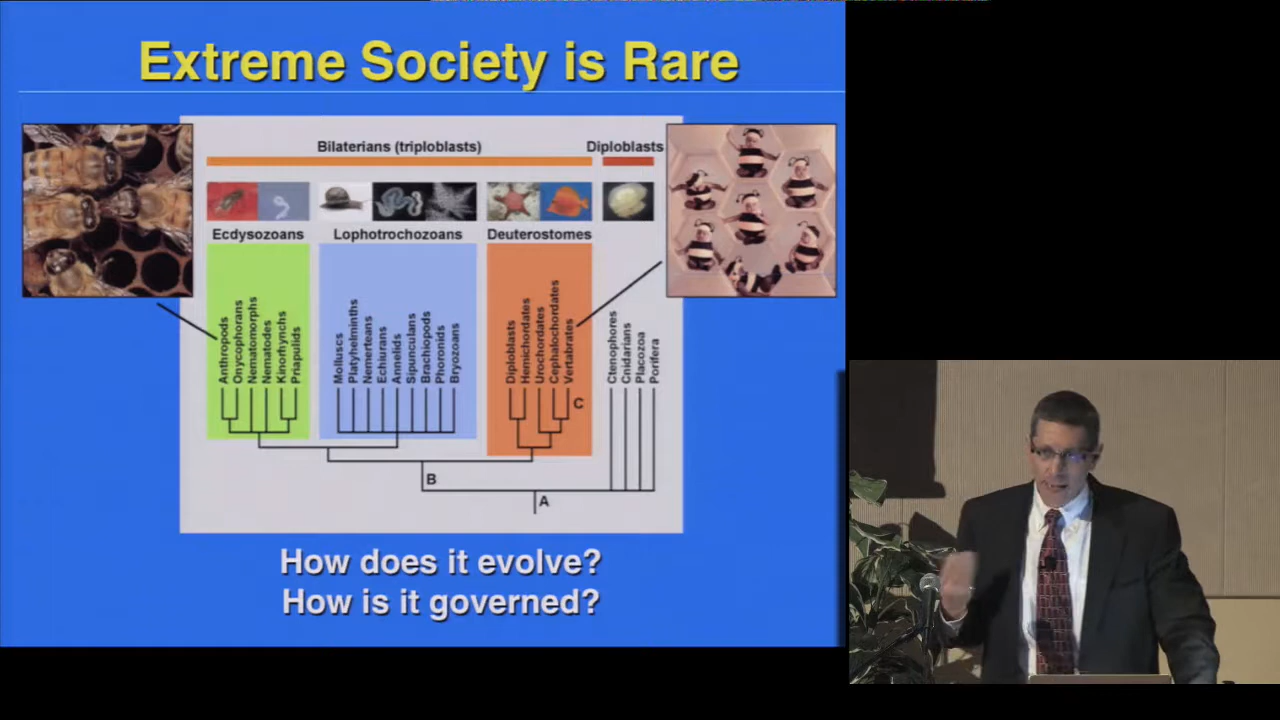 Extreme Society is Rare
Bilaterians (triploblasts)
Diploblasts
Ecdysozoans
Lophotrochozoans
Deuterostomes
Anthropods
Onycophorans
Nematomorphs
Nematodes
Kinorhynchs
Priapulids
Molluscs
Platyhelminths
Nemerteans
Echiurans
Annelids
Sipunculans
Brachiopods
Phoronids
Bryozoans
Diploblasts
Hemichordates
Urochordates
Cephalochordates
Vertabrates
Ctenophores
Cnidarians
Placozoa
Porifera
C
B
A
How does it evolve?
How is it governed?